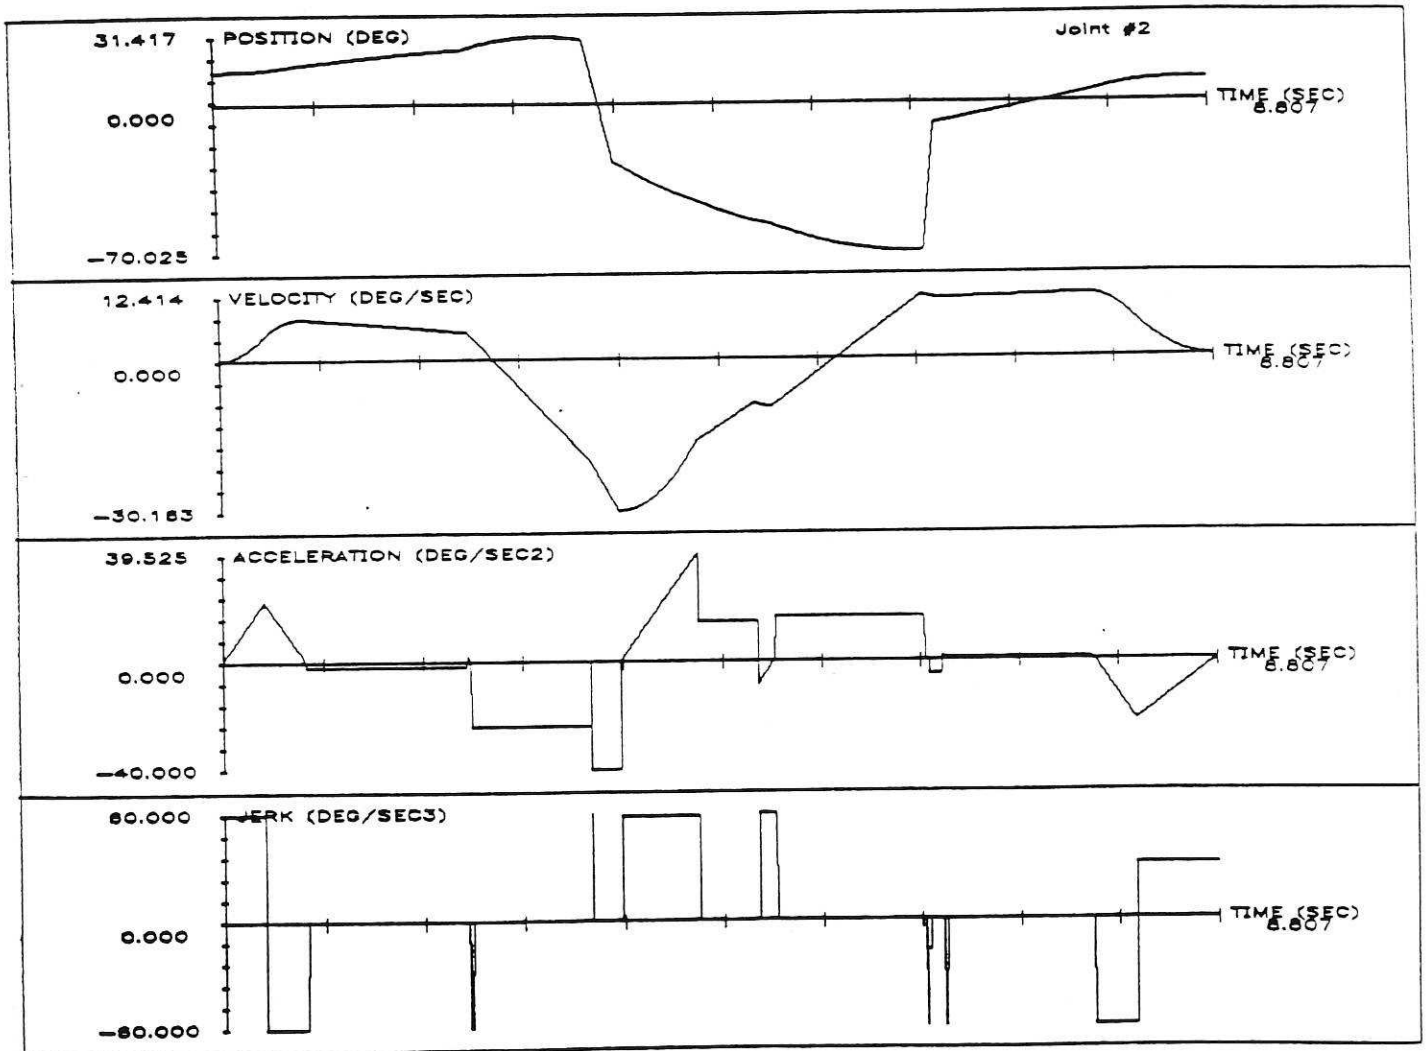 Joint #2
31.417 POSITION (DEG)
TIME (SEC)
8.807
0.000
-70.025
12.414 VELOCITY (DEG/SEC)
TIME (SEC)
8.807
0.000
-30.183
39.525 ACCELERATION (DEG/SEC2)
TIME (SEC)
8.807
0.000
-40.000
60.000 JERK (DEG/SEC3)
TIME (SEC)
8.807
0.000
-60.000